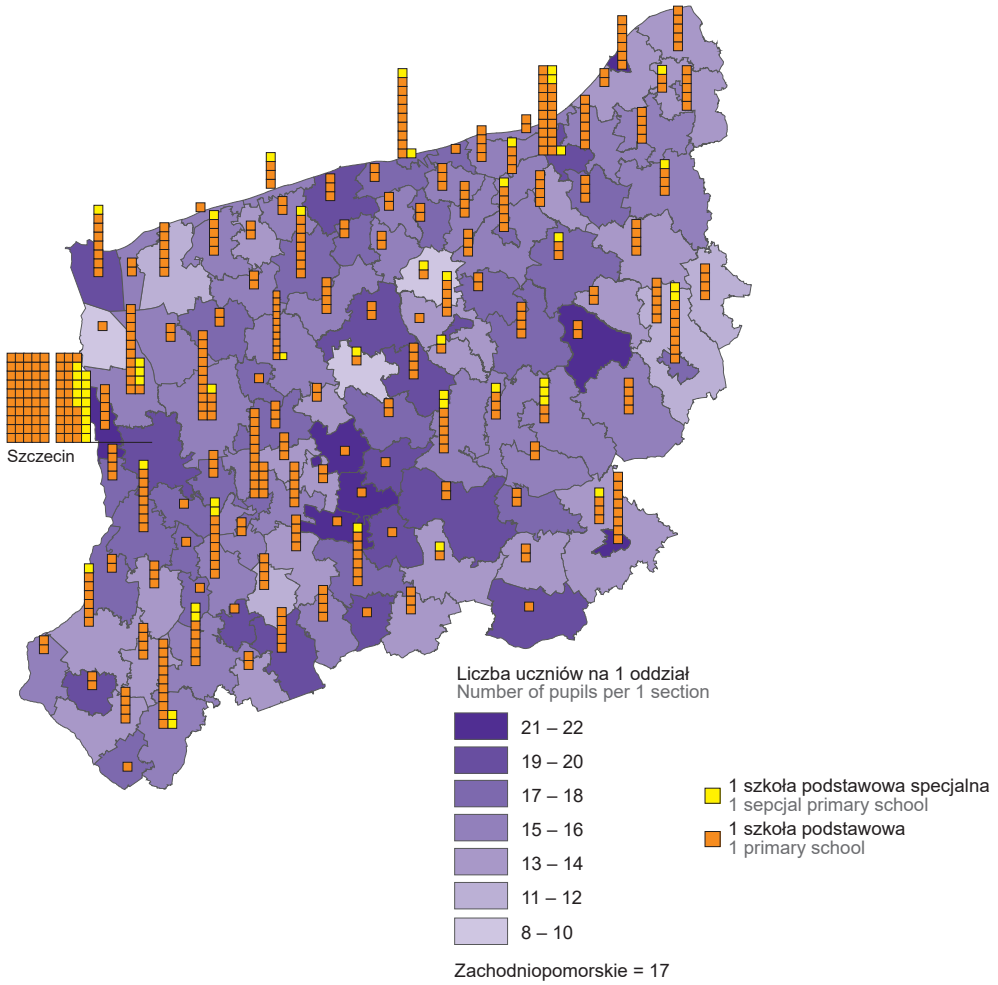 Szczecin
Liczba uczniów na 1 oddział
Number of pupils per 1 section
21 – 22
19 – 20
17 – 18
15 – 16
13 – 14
11 – 12
8 – 10
Zachodniopomorskie = 17
1 szkoła podstawowa specjalna
1 sepcjal primary school
1 szkoła podstawowa
1 primary school